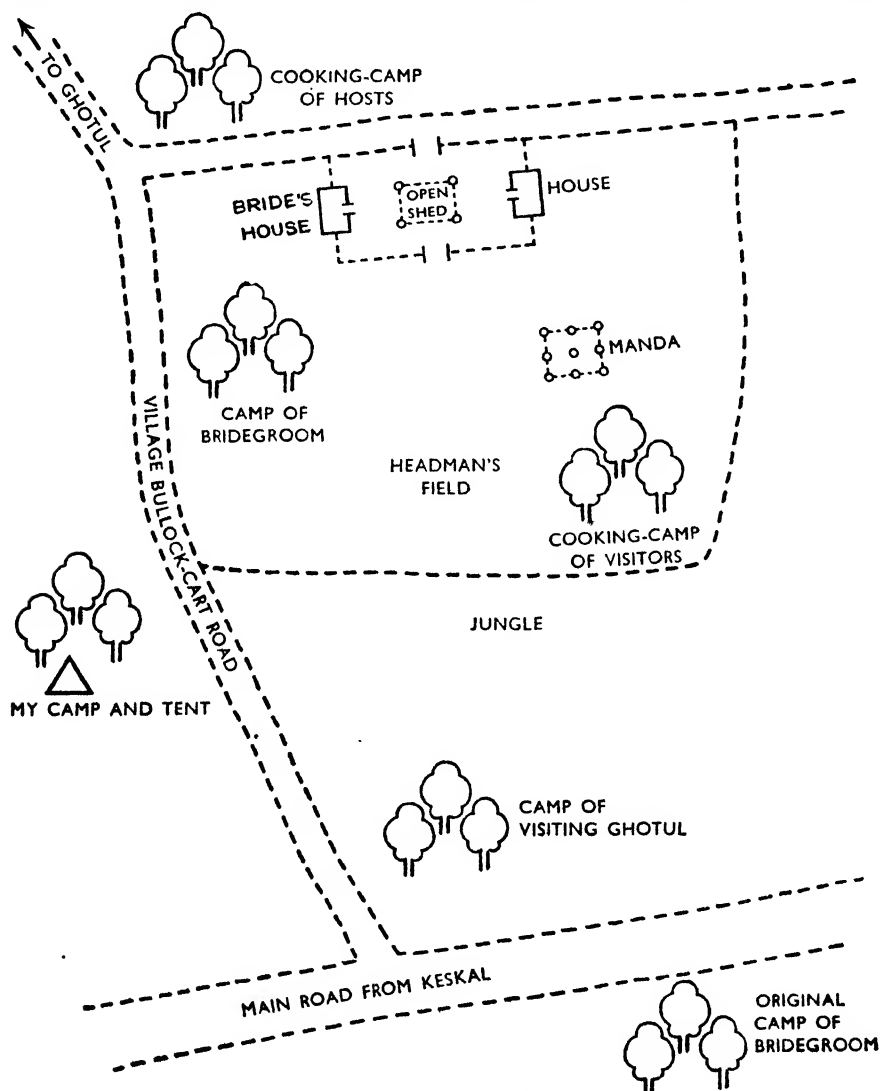 TO GHOTUL
COOKING-CAMP
OF HOSTS
BRIDE'S
HOUSE
OPEN
SHED
HOUSE
MANDA
CAMP OF
BRIDEGROOM
VILLAGE BULLOCK-CART ROAD
HEADMAN'S
FIELD
COOKING-CAMP
OF VISITORS
JUNGLE
MY CAMP AND TENT
CAMP OF
VISITING GHOTUL
MAIN ROAD FROM KESKAL
ORIGINAL
CAMP OF
BRIDEGROOM